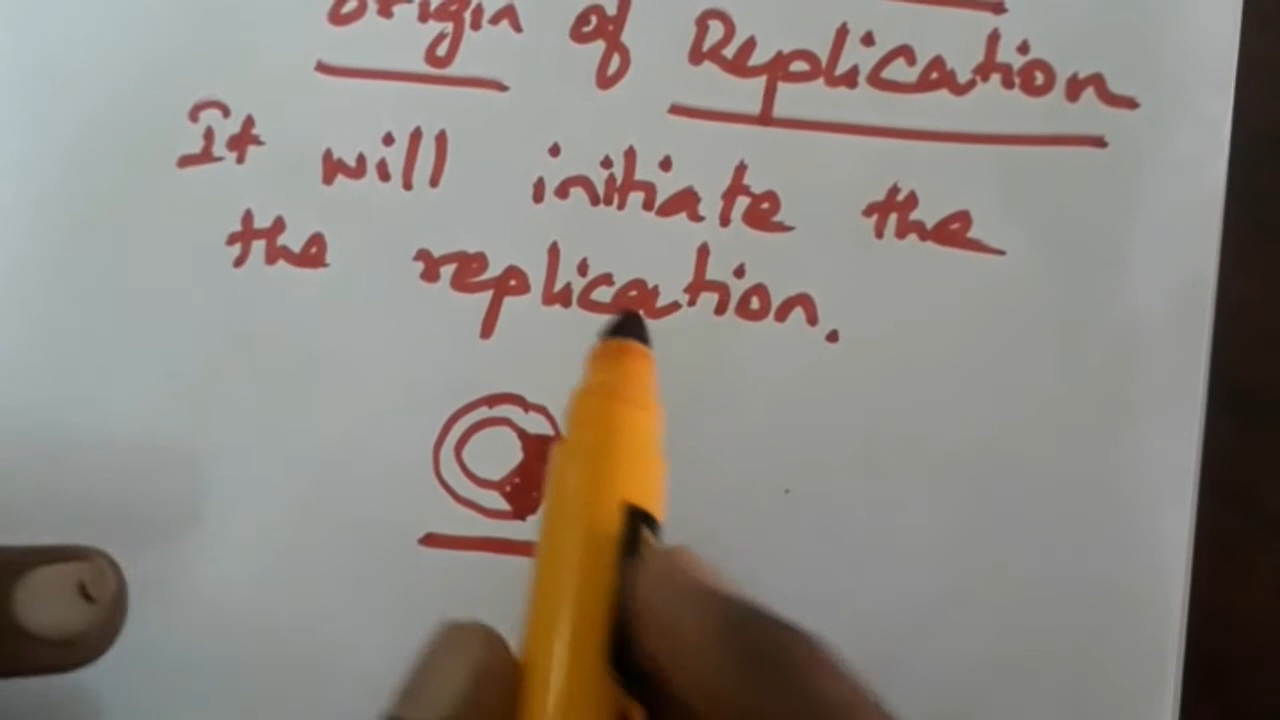 Origin of Replication
It will initiate the
the replication.